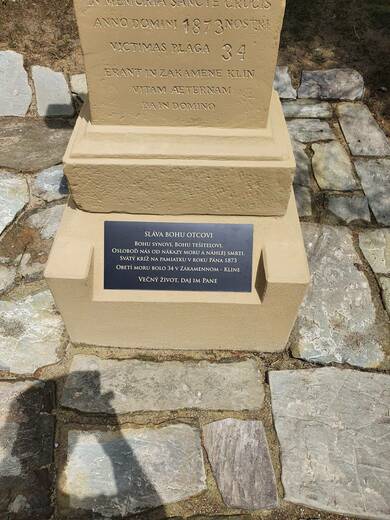 IN MEMORIA SANCTE CRUCIS
ANNO DOMINI 1873 NOSTRI
VICTIMAS PLAGA 34
ERANT IN ZAKAMENE KLIN
VITAM ÆTERNAM
DA IN DOMINO
SLÁVA BOHU OTCOVI
BOHU SYNOVI, BOHU TEŠITEĽOVI,
OSLOBOĎ NÁS OD NÁKAZY MORU A NÁHLEJ SMRTI.
SVÄTÝ KRÍŽ NA PAMIATKU V ROKU PÁNA 1873
OBETÍ MORU BOLO 34 V ZÁKAMENNOM - KLINE
VEČNÝ ŽIVOT, DAJ IM PANE